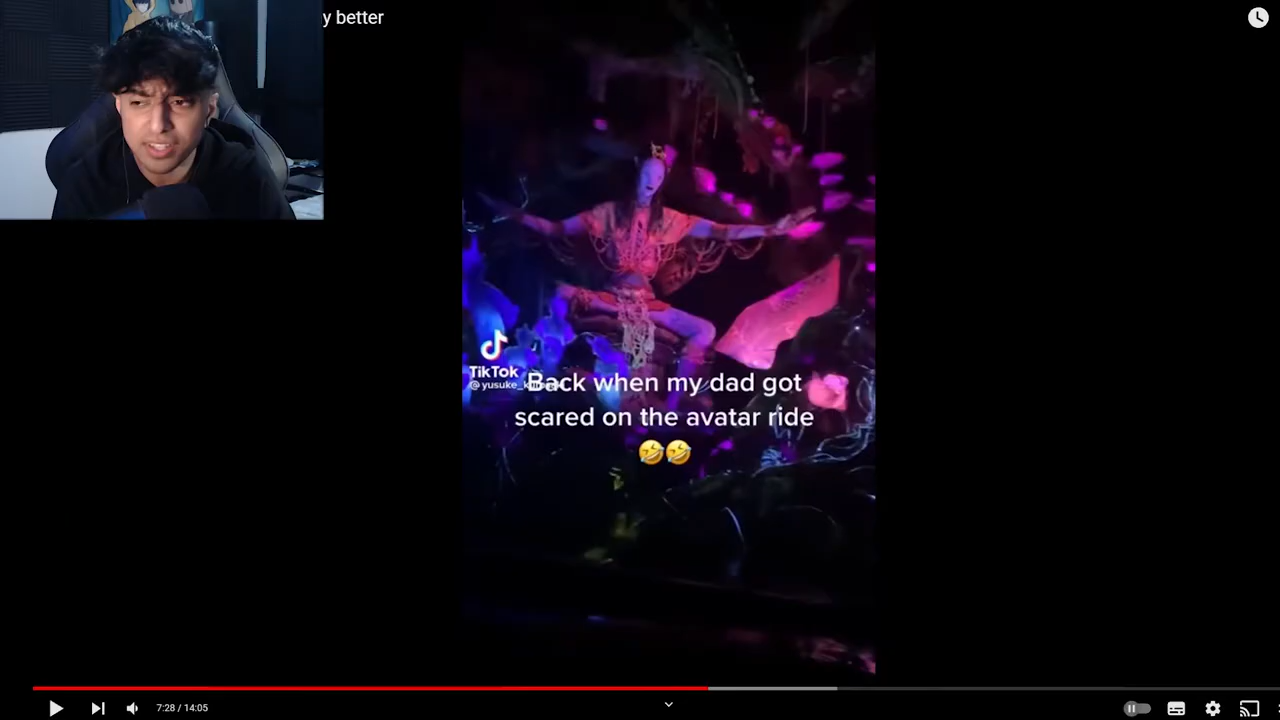 y better
TikTok
Back when my dad got
scared on the avatar ride
🤣🤣
7:28 / 14:05